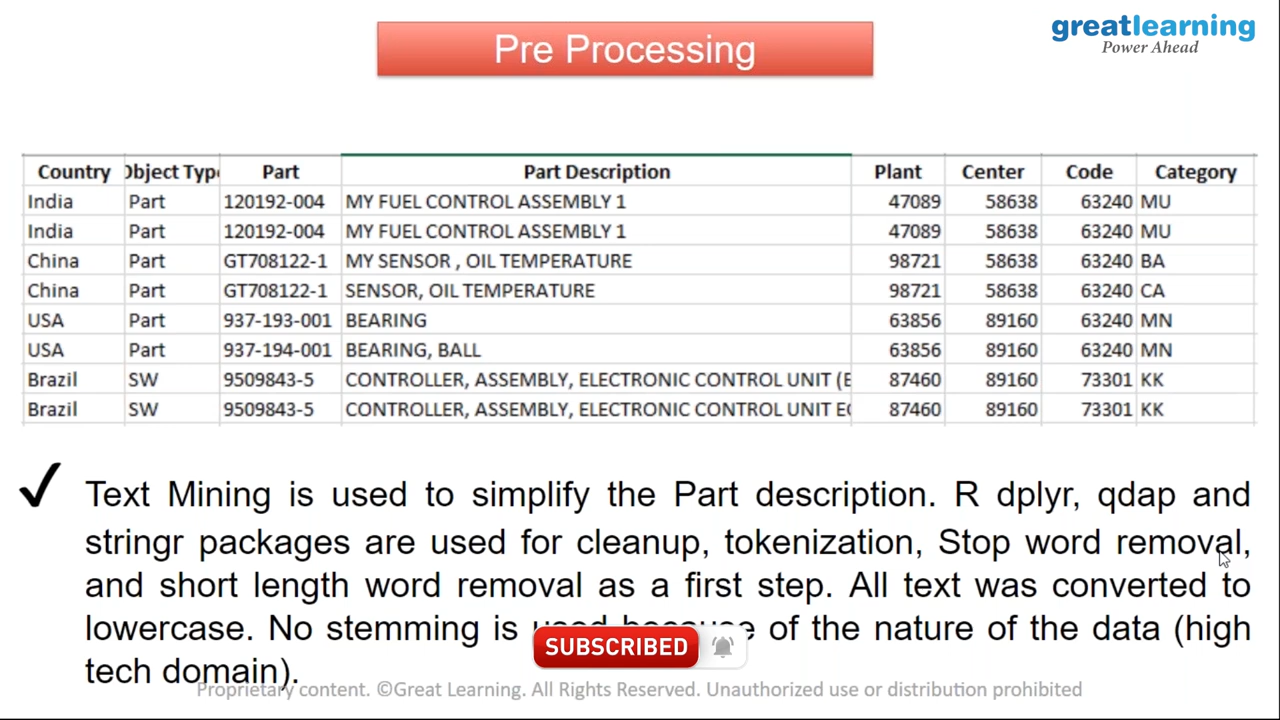 Pre Processing
greatlearning
Power Ahead
Country Object Type Part Part Description Plant Center Code Category
India Part 120192-004 MY FUEL CONTROL ASSEMBLY 1 47089 58638 63240 MU
India Part 120192-004 MY FUEL CONTROL ASSEMBLY 1 47089 58638 63240 MU
China Part GT708122-1 MY SENSOR , OIL TEMPERATURE 98721 58638 63240 BA
China Part GT708122-1 SENSOR, OIL TEMPERATURE 98721 58638 63240 CA
USA Part 937-193-001 BEARING 63856 89160 63240 MN
USA Part 937-194-001 BEARING, BALL 63856 89160 63240 MN
Brazil SW 9509843-5 CONTROLLER, ASSEMBLY, ELECTRONIC CONTROL UNIT (E 87460 89160 73301 KK
Brazil SW 9509843-5 CONTROLLER, ASSEMBLY, ELECTRONIC CONTROL UNIT EC 87460 89160 73301 KK
✓ Text Mining is used to simplify the Part description. R dplyr, qdap and
stringr packages are used for cleanup, tokenization, Stop word removal,
and short length word removal as a first step. All text was converted to
lowercase. No stemming is used because of the nature of the data (high
tech domain).
SUBSCRIBED
Proprietary content. ©Great Learning. All Rights Reserved. Unauthorized use or distribution prohibited